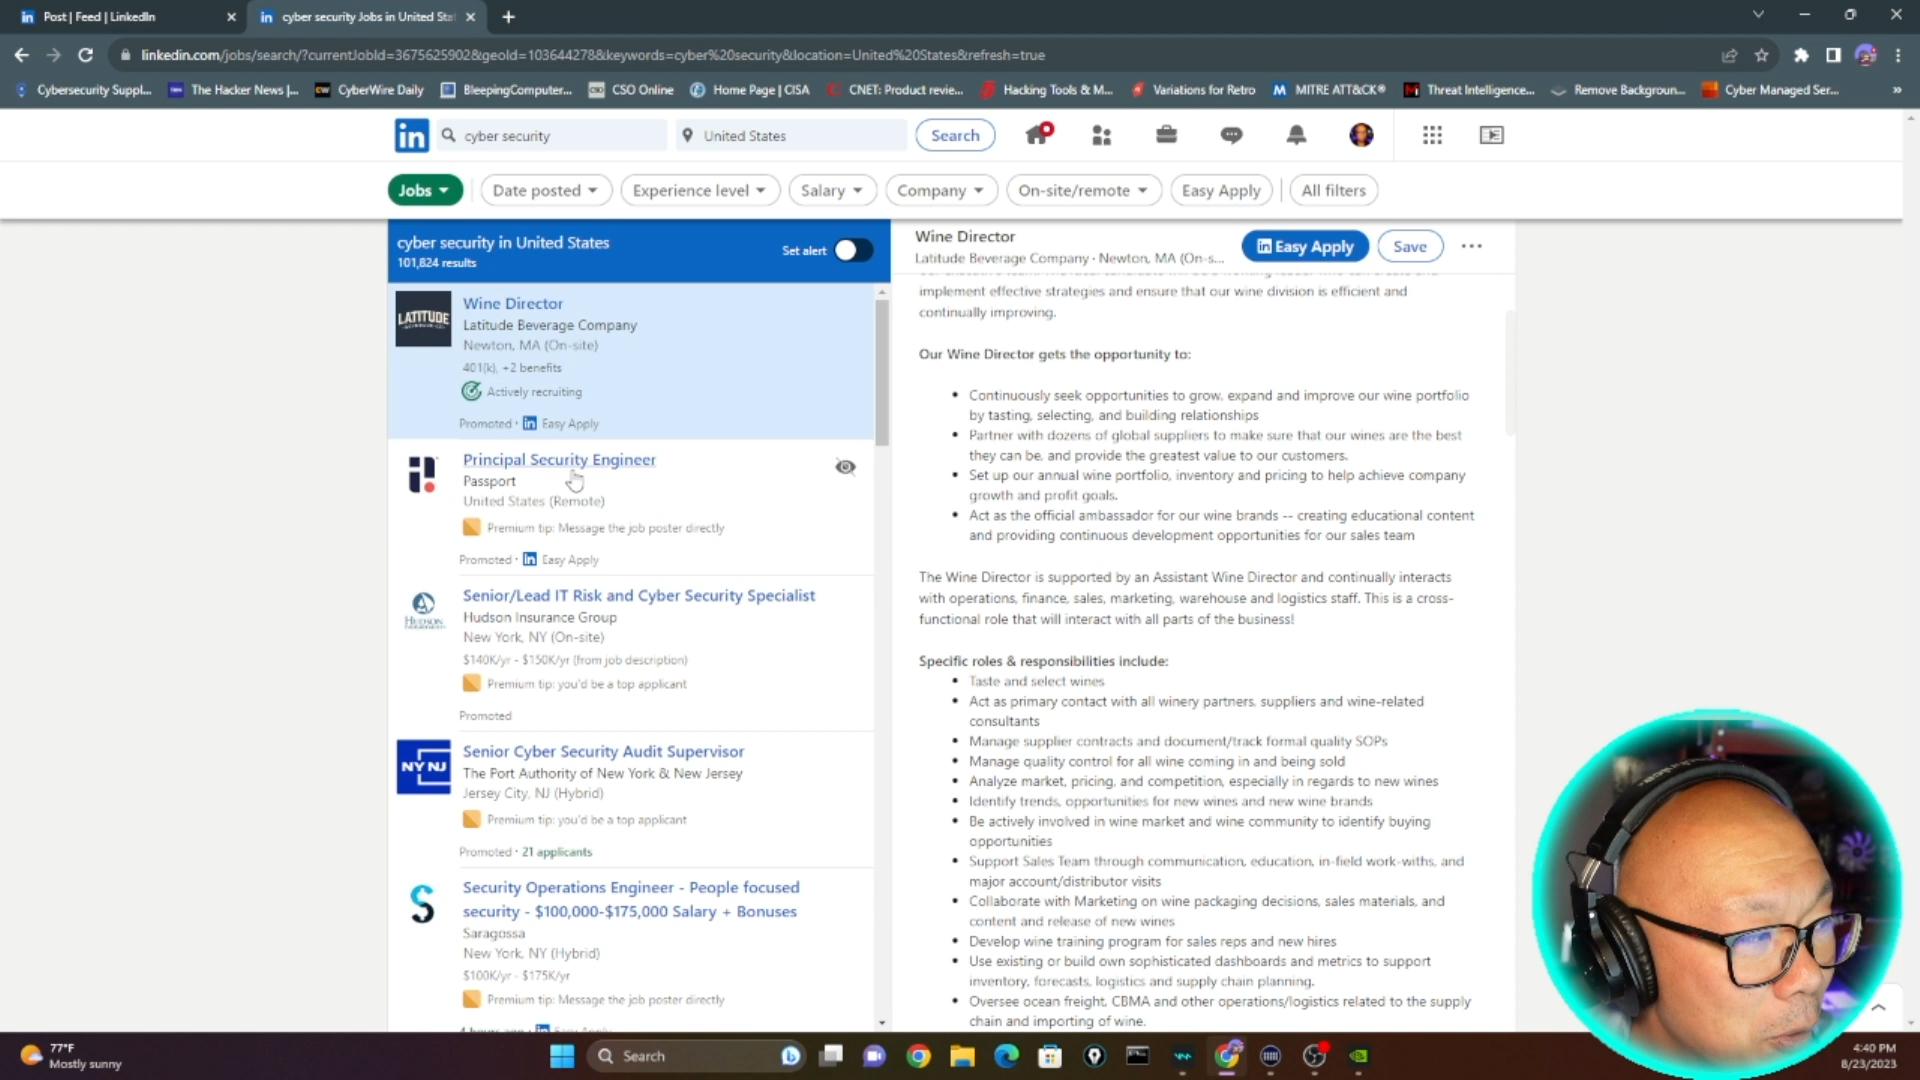 Post | Feed | LinkedIn
cyber security Jobs in United Sta
linkedin.com/jobs/search/?currentJobId=3675625902&geoId=103644278&keywords=cyber%20security&location=United%20States&refresh=true
Cybersecurity Suppl...
The Hacker News |...
CyberWire Daily
BleepingComputer...
CSO Online
Home Page | CISA
CNET: Product revie...
Hacking Tools & M...
Variations for Retro
MITRE ATT&CK®
Threat Intelligence...
Remove Backgroun...
Cyber Managed Ser...
in
cyber security
United States
Search
Jobs
Date posted
Experience level
Salary
Company
On-site/remote
Easy Apply
All filters
cyber security in United States
101,824 results
Set alert
LATITUDE
Wine Director
Latitude Beverage Company
Newton, MA (On-site)
401(k), +2 benefits
Actively recruiting
Promoted · Easy Apply
Principal Security Engineer
Passport
United States (Remote)
Premium tip: Message the job poster directly
Promoted · Easy Apply
HUDSON
Senior/Lead IT Risk and Cyber Security Specialist
Hudson Insurance Group
New York, NY (On-site)
$140K/yr - $150K/yr (from job description)
Premium tip: you'd be a top applicant
Promoted
NY NJ
Senior Cyber Security Audit Supervisor
The Port Authority of New York & New Jersey
Jersey City, NJ (Hybrid)
Premium tip: you'd be a top applicant
Promoted · 21 applicants
Security Operations Engineer - People focused
security - $100,000-$175,000 Salary + Bonuses
Saragossa
New York, NY (Hybrid)
$100K/yr - $175K/yr
Premium tip: Message the job poster directly
4 hours ago · Easy Apply
Wine Director
Latitude Beverage Company · Newton, MA (On-s...
Easy Apply
Save
implement effective strategies and ensure that our wine division is efficient and
continually improving.
Our Wine Director gets the opportunity to:
• Continuously seek opportunities to grow, expand and improve our wine portfolio
by tasting, selecting, and building relationships
• Partner with dozens of global suppliers to make sure that our wines are the best
they can be, and provide the greatest value to our customers.
• Set up our annual wine portfolio, inventory and pricing to help achieve company
growth and profit goals.
• Act as the official ambassador for our wine brands -- creating educational content
and providing continuous development opportunities for our sales team
The Wine Director is supported by an Assistant Wine Director and continually interacts
with operations, finance, sales, marketing, warehouse and logistics staff. This is a cross-
functional role that will interact with all parts of the business!
Specific roles & responsibilities include:
• Taste and select wines
• Act as primary contact with all winery partners, suppliers and wine-related
consultants
• Manage supplier contracts and document/track formal quality SOPs
• Manage quality control for all wine coming in and being sold
• Analyze market, pricing, and competition, especially in regards to new wines
• Identify trends, opportunities for new wines and new wine brands
• Be actively involved in wine market and wine community to identify buying
opportunities
• Support Sales Team through communication, education, in-field work-withs, and
major account/distributor visits
• Collaborate with Marketing on wine packaging decisions, sales materials, and
content and release of new wines
• Develop wine training program for sales reps and new hires
• Use existing or build own sophisticated dashboards and metrics to support
inventory, forecasts, logistics and supply chain planning.
• Oversee ocean freight, CBMA and other operations/logistics related to the supply
chain and importing of wine.
77°F
Mostly sunny
Search
4:40 PM
8/23/2023